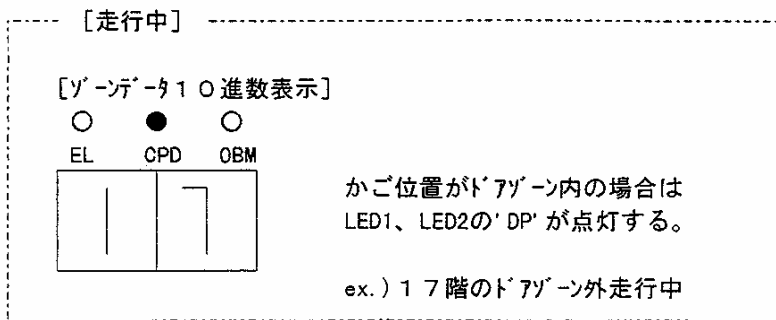 [走行中]
[ゾーンデータ10進数表示]
○ ● ○
EL CPD OBM
17
かご位置がドアゾーン内の場合は
LED1、LED2の'DP'が点灯する。
ex.)17階のドアゾーン外走行中